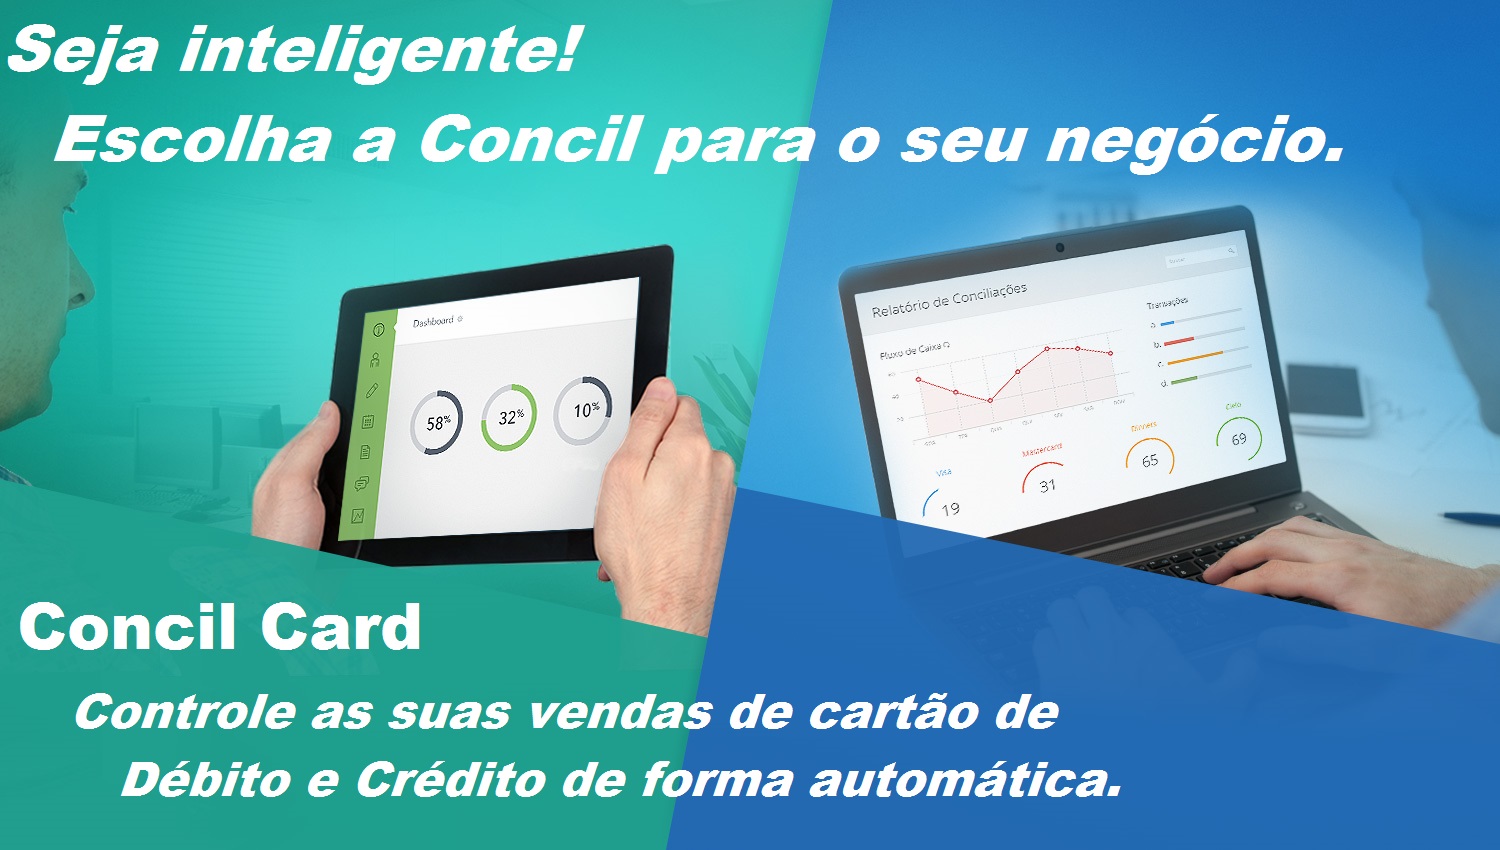 Seja inteligente!
Escolha a Concil para o seu negócio.
Dashboard
58%
32%
10%
Relatório de Conciliações
Buscar
Fluxo de Caixa
Transações
a.
b.
c.
d.
Visa
19
Mastercard
31
Dinners
65
Cielo
69
Concil Card
Controle as suas vendas de cartão de
Débito e Crédito de forma automática.